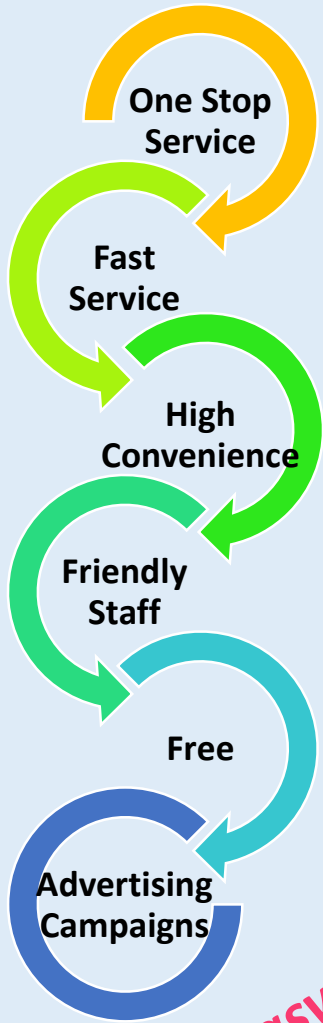 One Stop
Service
Fast
Service
High
Convenience
Friendly
Staff
Free
Advertising
Campaigns